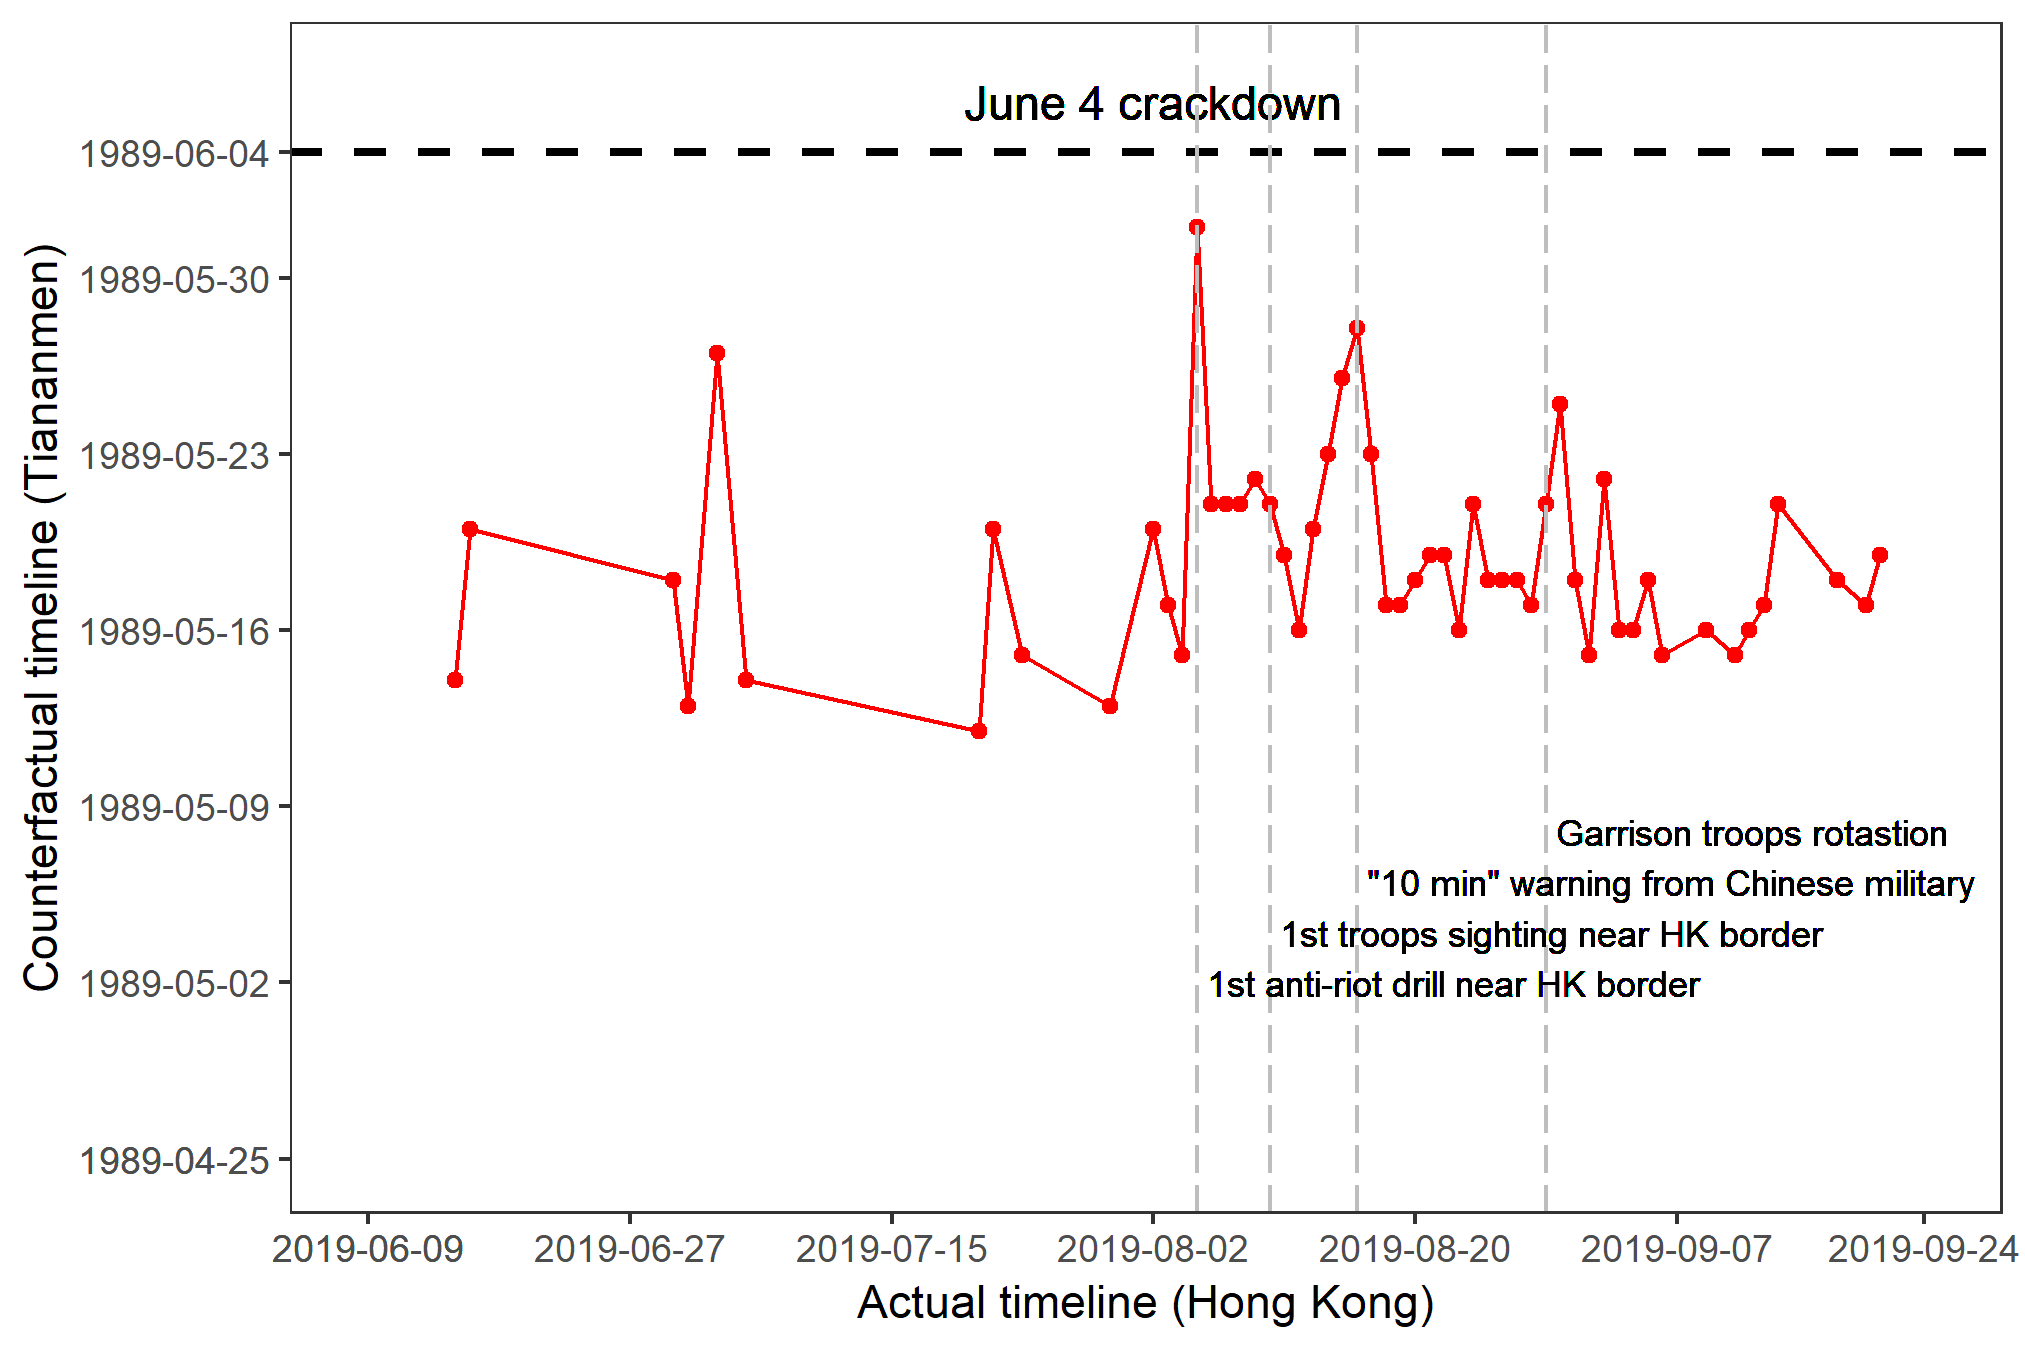 June 4 crackdown
1989-06-04
1989-05-30
1989-05-23
1989-05-16
1989-05-09
1989-05-02
1989-04-25
Counterfactual timeline (Tiananmen)
Garrison troops rotastion
"10 min" warning from Chinese military
1st troops sighting near HK border
1st anti-riot drill near HK border
2019-06-09
2019-06-27
2019-07-15
2019-08-02
2019-08-20
2019-09-07
2019-09-24
Actual timeline (Hong Kong)